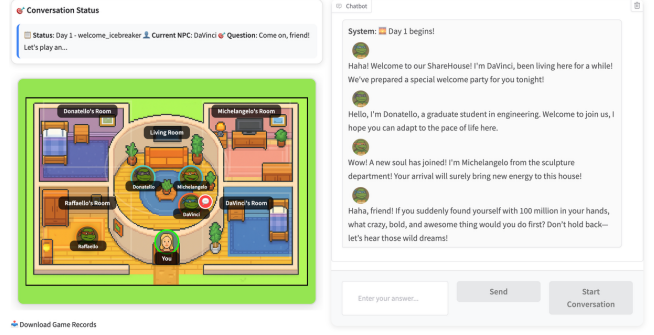 Conversation Status
Status: Day 1 - welcome_icebreaker Current NPC: DaVinci Question: Come on, friend!
Let's play an...
Donatello's Room
Michelangelo's Room
Living Room
Donatello
Michelangelo
Raffaello's Room
DaVinci
DaVinci's Room
Raffaello
You
Download Game Records
Chatbot
System: Day 1 begins!
Haha! Welcome to our ShareHouse! I'm DaVinci, been living here for a while!
We've prepared a special welcome party for you tonight!
Hello, I'm Donatello, a graduate student in engineering. Welcome to join us, I
hope you can adapt to the pace of life here.
Wow! A new soul has joined! I'm Michelangelo from the sculpture
department! Your arrival will surely bring new energy to this house!
Haha, friend! If you suddenly found yourself with 100 million in your hands,
what crazy, bold, and awesome thing would you do first? Don't hold back—
let's hear those wild dreams!
Enter your answer...
Send
Start
Conversation